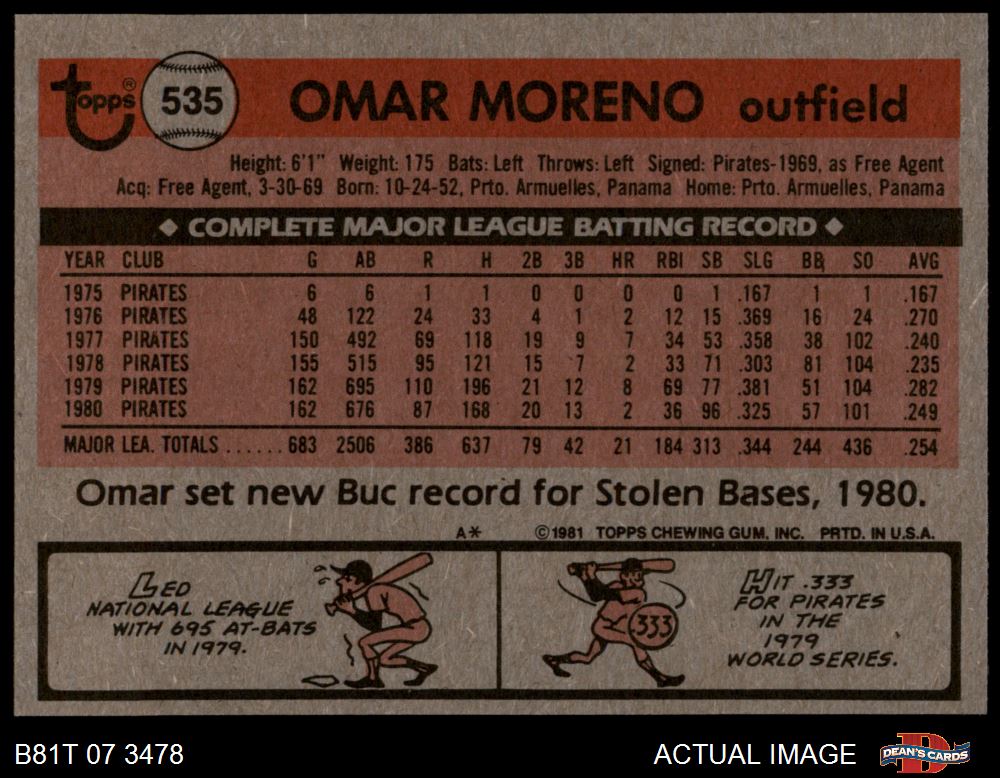 Topps® 535 OMAR MORENO outfield
Height: 6'1" Weight: 175 Bats: Left Throws: Left Signed: Pirates-1969, as Free Agent
Acq: Free Agent, 3-30-69 Born: 10-24-52, Prto. Armuelles, Panama Home: Prto. Armuelles, Panama
◆ COMPLETE MAJOR LEAGUE BATTING RECORD ◆
YEAR CLUB G AB R H 2B 3B HR RBI SB SLG BB SO AVG
1975 PIRATES 6 6 1 1 0 0 0 0 1 .167 1 1 .167
1976 PIRATES 48 122 24 33 4 1 2 12 15 .369 16 24 .270
1977 PIRATES 150 492 69 118 19 9 7 34 53 .358 38 102 .240
1978 PIRATES 155 515 95 121 15 7 2 33 71 .303 81 104 .235
1979 PIRATES 162 695 110 196 21 12 8 69 77 .381 51 104 .282
1980 PIRATES 162 676 87 168 20 13 2 36 96 .325 57 101 .249
MAJOR LEA. TOTALS ...... 683 2506 386 637 79 42 21 184 313 .344 244 436 .254
Omar set new Buc record for Stolen Bases, 1980.
A* ©1981 TOPPS CHEWING GUM, INC. PRTD. IN U.S.A.
LED
NATIONAL LEAGUE
WITH 695 AT-BATS
IN 1979.
333
HIT .333
FOR PIRATES
IN THE
1979
WORLD SERIES.
B81T 07 3478 ACTUAL IMAGE DEAN'S CARDS